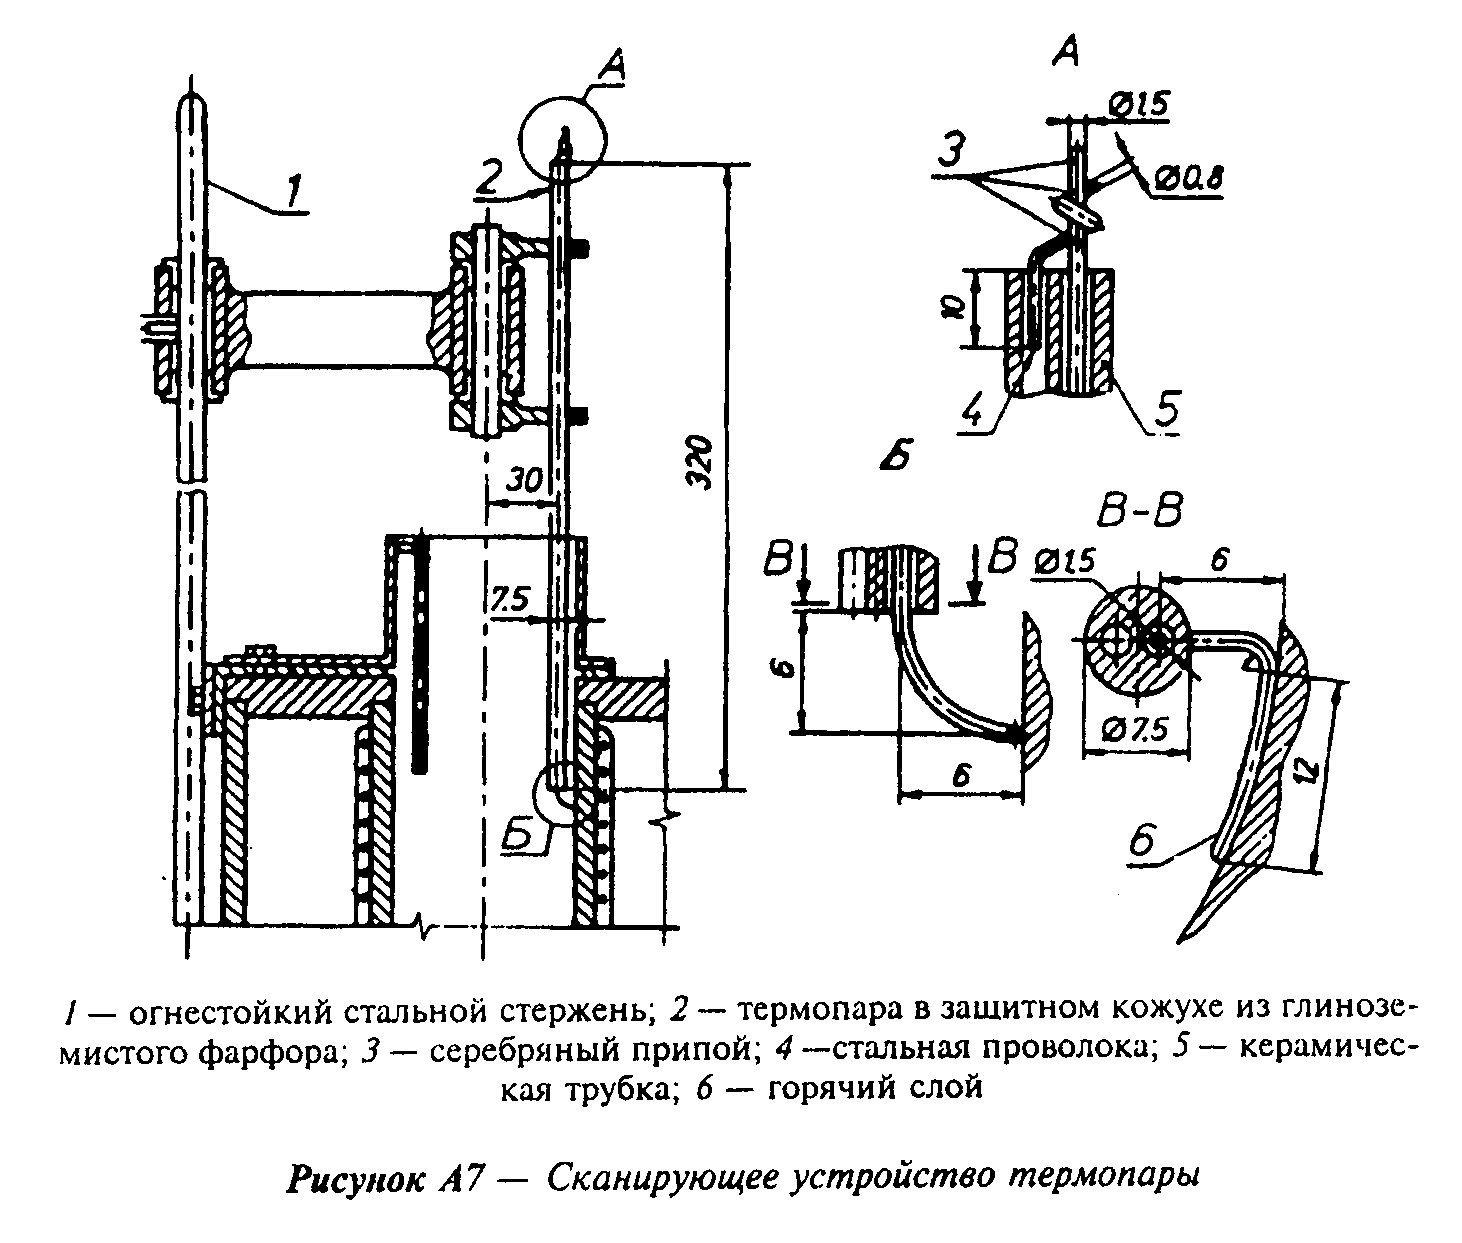 А
А
Ø1.5
3
Ø0.8
1
2
10
4
5
320
30
Б
В-В
В
В
Ø1.5
6
7.5
6
Ø7.5
12
6
Б
6
1 — огнестойкий стальной стержень; 2 — термопара в защитном кожухе из глинозе-
мистого фарфора; 3 — серебряный припой; 4 —стальная проволока; 5 — керамичес-
кая трубка; 6 — горячий слой
Рисунок А7 — Сканирующее устройство термопары